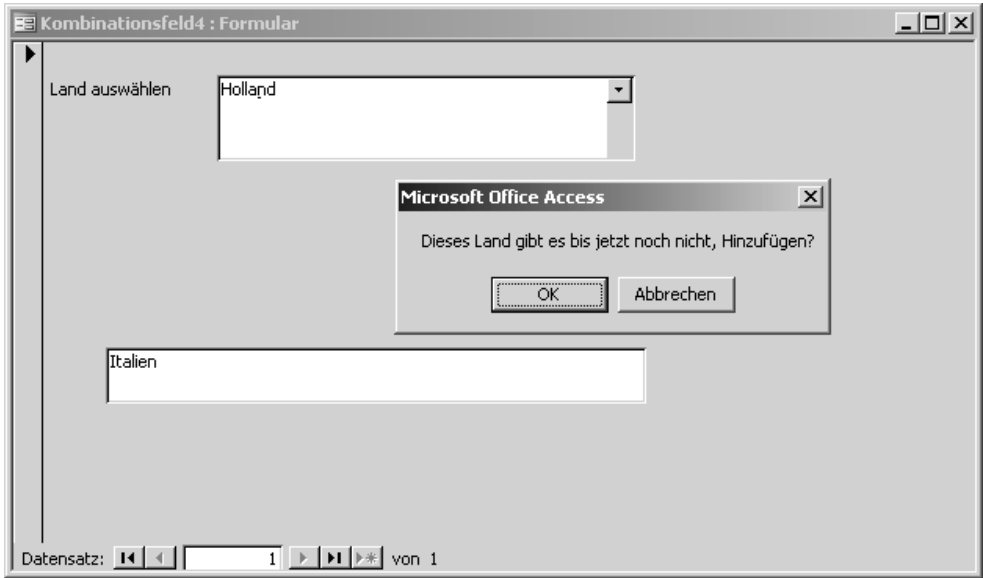 Kombinationsfeld4 : Formular
Land auswählen
Holland
Microsoft Office Access
Dieses Land gibt es bis jetzt noch nicht, Hinzufügen?
OK Abbrechen
Italien
Datensatz: 1 von 1